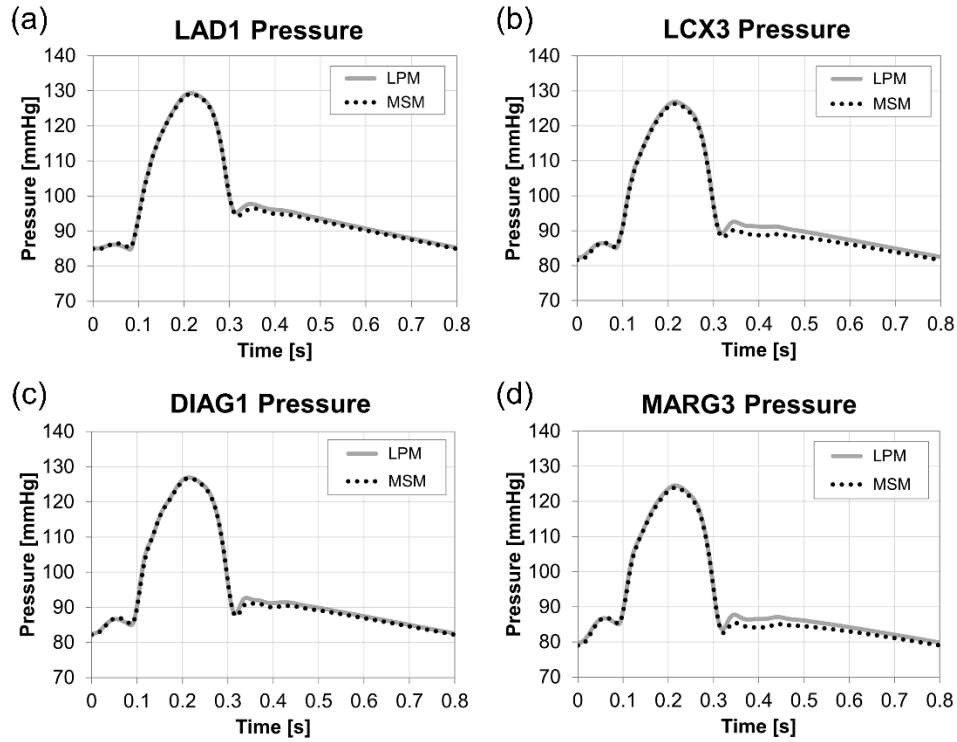 (a)
LAD1 Pressure
Pressure [mmHg]
140
130
120
110
100
90
80
70
LPM
MSM
0 0.1 0.2 0.3 0.4 0.5 0.6 0.7 0.8
Time [s]
(b)
LCX3 Pressure
Pressure [mmHg]
140
130
120
110
100
90
80
70
LPM
MSM
0 0.1 0.2 0.3 0.4 0.5 0.6 0.7 0.8
Time [s]
(c)
DIAG1 Pressure
Pressure [mmHg]
140
130
120
110
100
90
80
70
LPM
MSM
0 0.1 0.2 0.3 0.4 0.5 0.6 0.7 0.8
Time [s]
(d)
MARG3 Pressure
Pressure [mmHg]
140
130
120
110
100
90
80
70
LPM
MSM
0 0.1 0.2 0.3 0.4 0.5 0.6 0.7 0.8
Time [s]